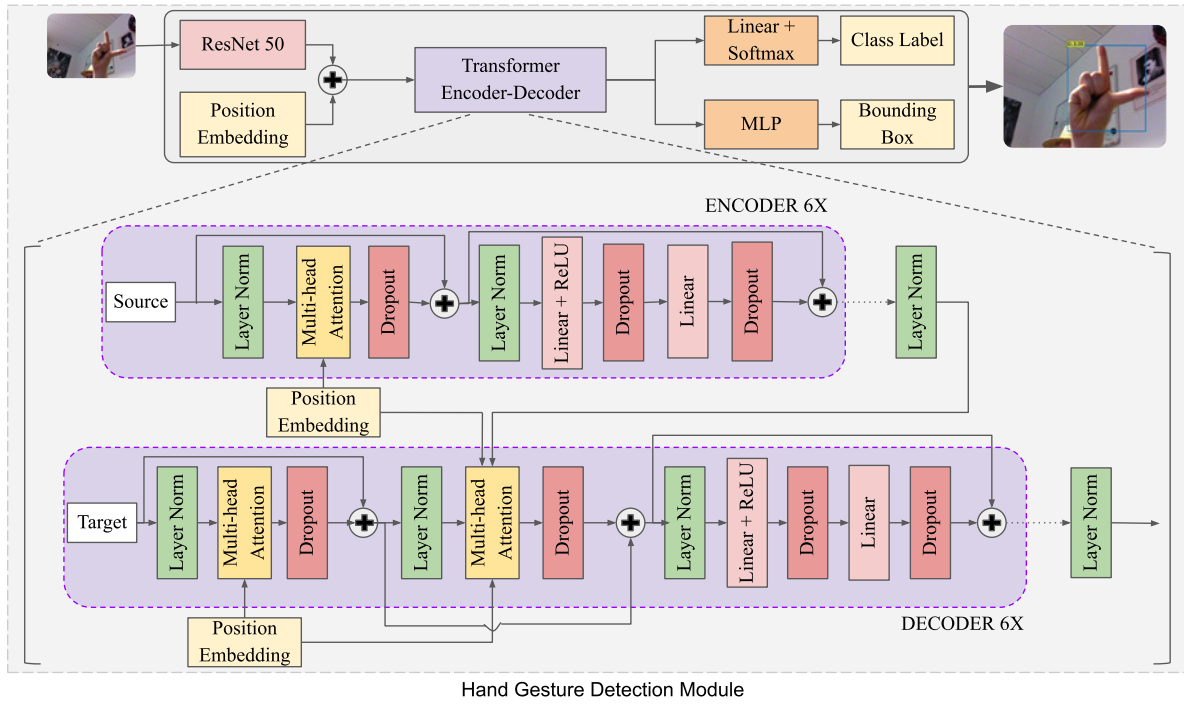 ResNet 50
Position
Embedding
Transformer
Encoder-Decoder
Linear +
Softmax
Class Label
MLP
Bounding
Box
ENCODER 6X
Source
Layer Norm
Multi-head
Attention
Dropout
Layer Norm
Linear + ReLU
Dropout
Linear
Dropout
Layer Norm
Position
Embedding
Target
Layer Norm
Multi-head
Attention
Dropout
Layer Norm
Multi-head
Attention
Dropout
Layer Norm
Linear + ReLU
Dropout
Linear
Dropout
Layer Norm
Position
Embedding
DECODER 6X
Hand Gesture Detection Module